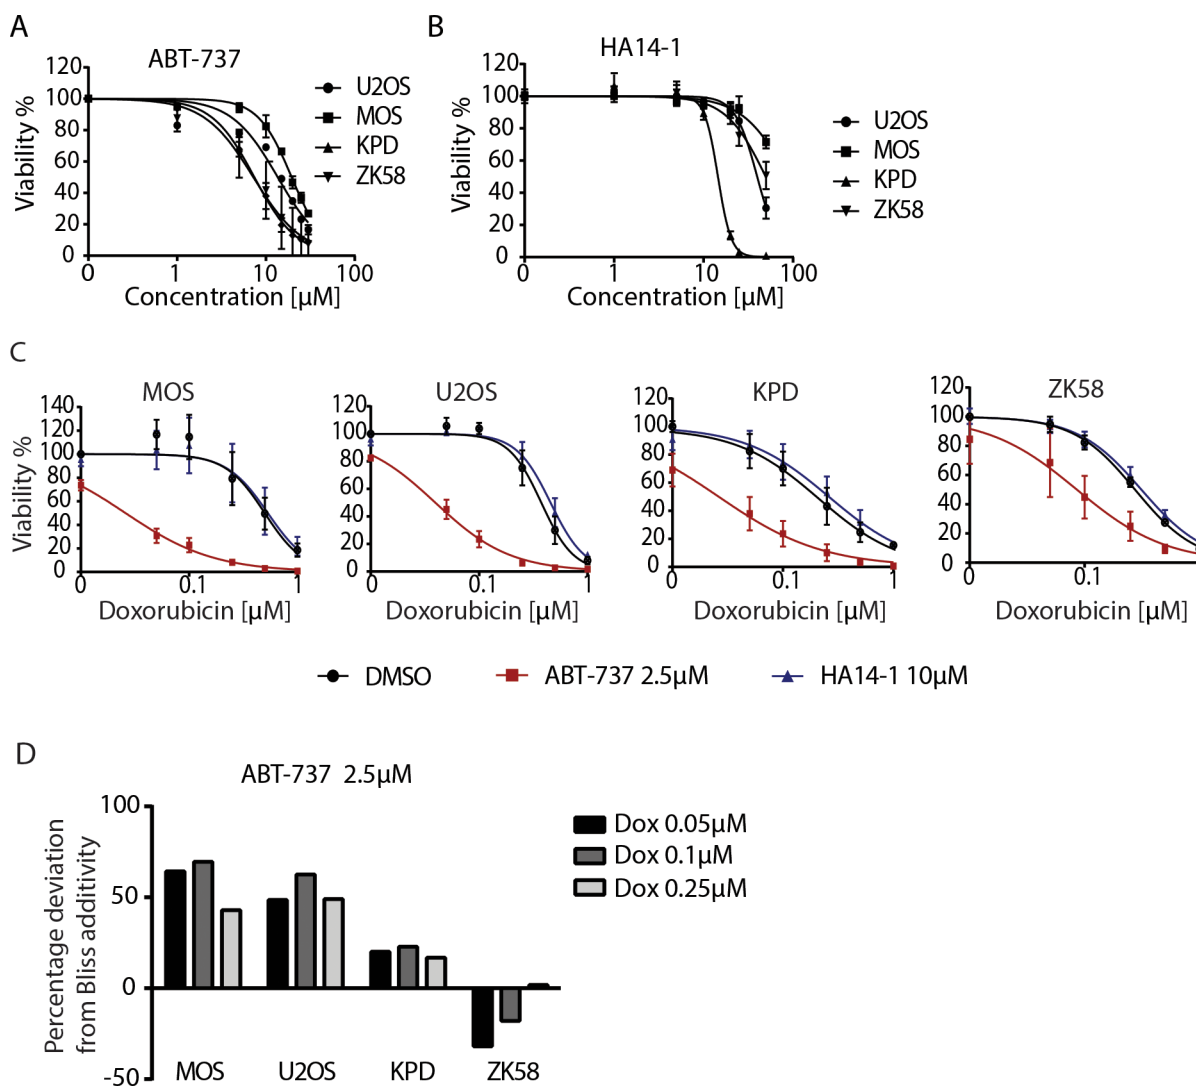 A
ABT-737
Viability %
120
100
80
60
40
20
0
0
1
10
100
Concentration [µM]
U2OS
MOS
KPD
ZK58
B
HA14-1
Viability %
120
100
80
60
40
20
0
0
1
10
100
Concentration [µM]
U2OS
MOS
KPD
ZK58
C
MOS
Viability %
140
120
100
80
60
40
20
0
0
0.1
1
Doxorubicin [µM]
U2OS
120
100
80
60
40
20
0
0
0.1
1
Doxorubicin [µM]
KPD
120
100
80
60
40
20
0
0
0.1
1
Doxorubicin [µM]
ZK58
120
100
80
60
40
20
0
0
0.1
Doxorubicin [µM]
DMSO
ABT-737 2.5µM
HA14-1 10µM
D
ABT-737 2.5µM
Percentage deviation
from Bliss additivity
100
50
0
-50
MOS
U2OS
KPD
ZK58
Dox 0.05µM
Dox 0.1µM
Dox 0.25µM